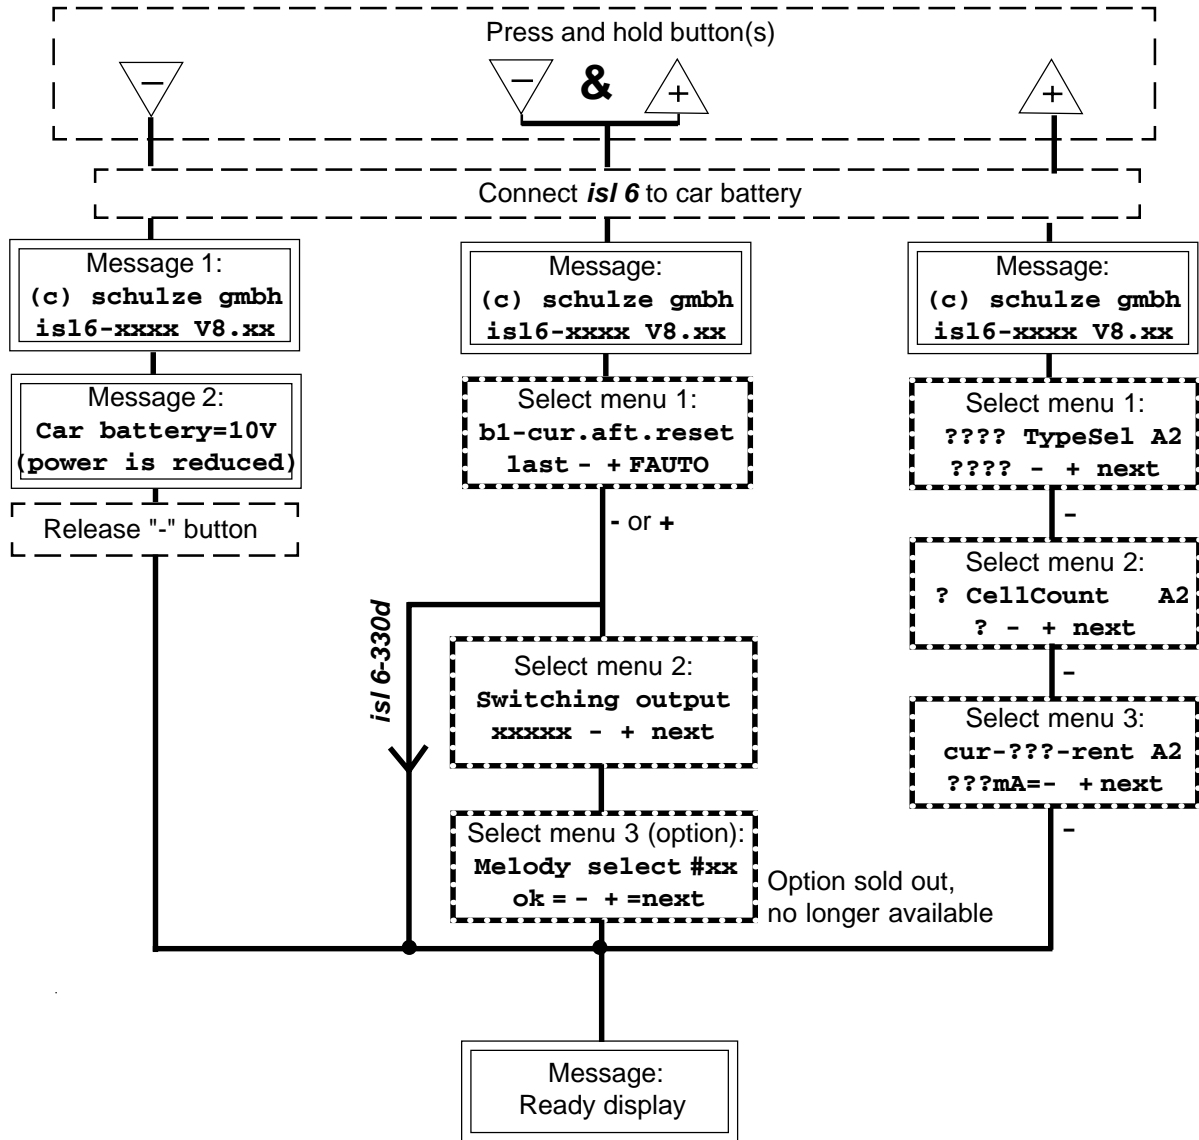 Press and hold button(s)
− − & + +
Connect isl 6 to car battery
Message 1:
(c) schulze gmbh
isl6-xxxx V8.xx
Message 2:
Car battery=10V
(power is reduced)
Release "-" button
Message:
(c) schulze gmbh
isl6-xxxx V8.xx
Select menu 1:
b1-cur.aft.reset
last - + FAUTO
- or +
isl 6-330d
Select menu 2:
Switching output
xxxxx - + next
Select menu 3 (option):
Melody select #xx
ok = - + =next
Option sold out,
no longer available
Message:
(c) schulze gmbh
isl6-xxxx V8.xx
Select menu 1:
???? TypeSel A2
???? - + next
-
Select menu 2:
? CellCount A2
? - + next
-
Select menu 3:
cur-???-rent A2
???mA=- + next
-
Message:
Ready display